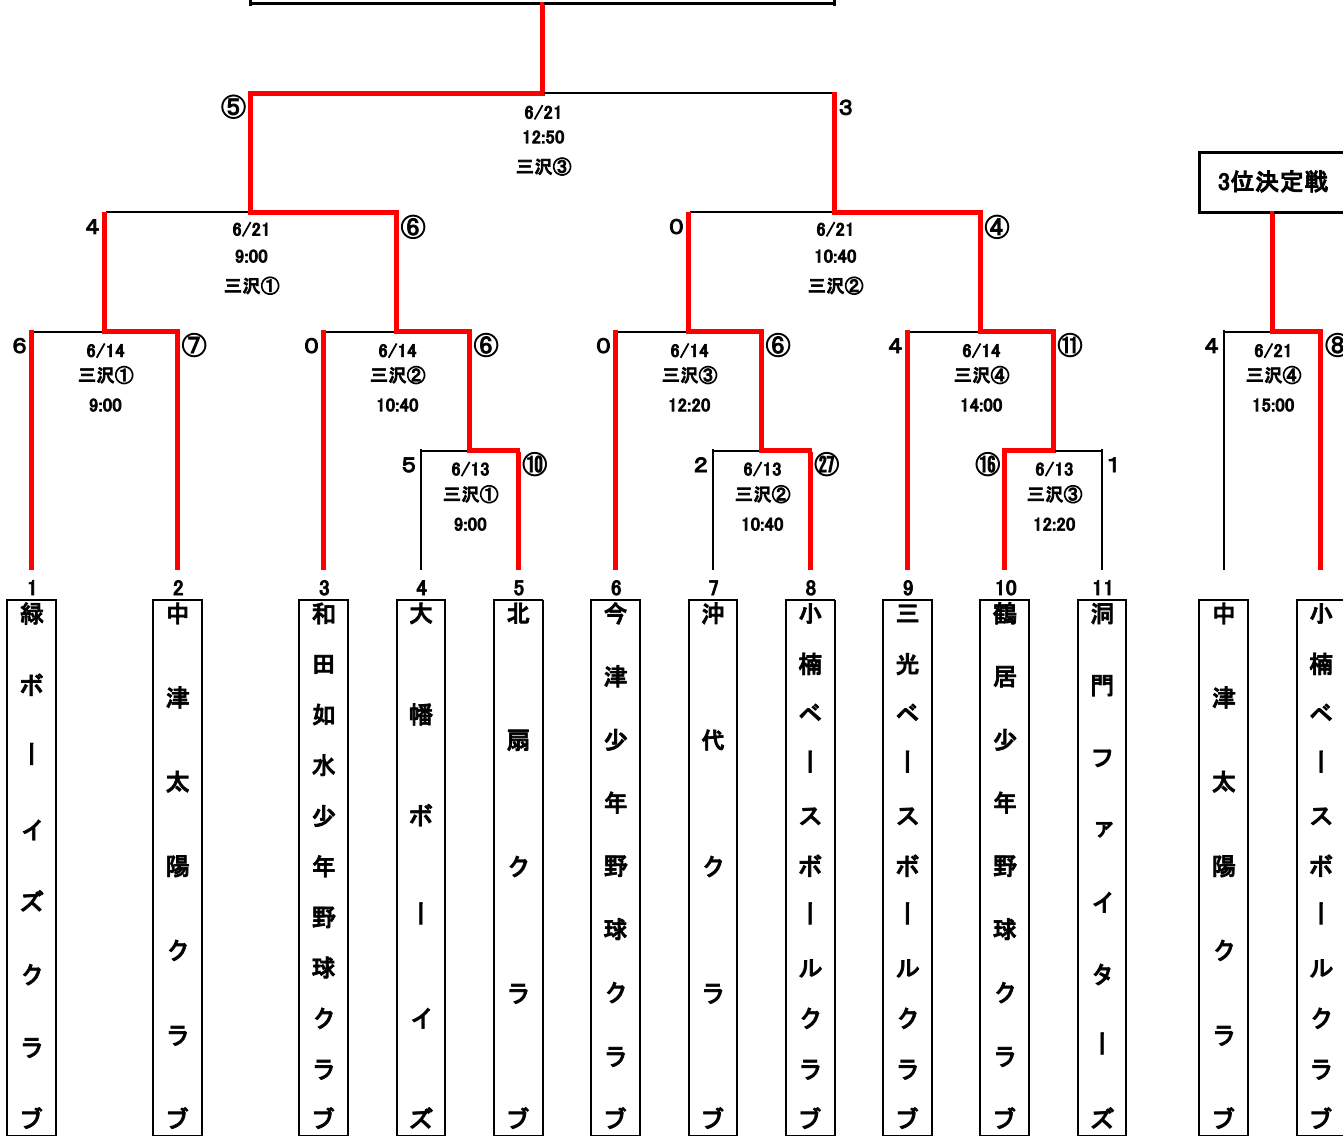 ⑤
6/21
3
12:50
三沢③
3位決定戦
4
6/21
⑥
0
6/21
④
9:00
10:40
三沢①
三沢②
6
6/14
⑦
0
6/14
⑥
0
6/14
⑥
4
6/14
⑪
4
6/21
⑧
三沢①
三沢②
三沢③
三沢④
三沢④
9:00
10:40
12:20
14:00
15:00
5
6/13
⑩
2
6/13
㉗
⑯
6/13
1
三沢①
三沢②
三沢③
9:00
10:40
12:20
1
2
3
4
5
6
7
8
9
10
11
緑ボーイズクラブ
中津太陽クラブ
和田如水少年野球クラブ
大幡ボーイズ
北扇クラブ
今津少年野球クラブ
沖代クラブ
小楠ベースボールクラブ
三光ベースボールクラブ
鶴居少年野球クラブ
洞門ファイターズ
中津太陽クラブ
小楠ベースボールクラブ